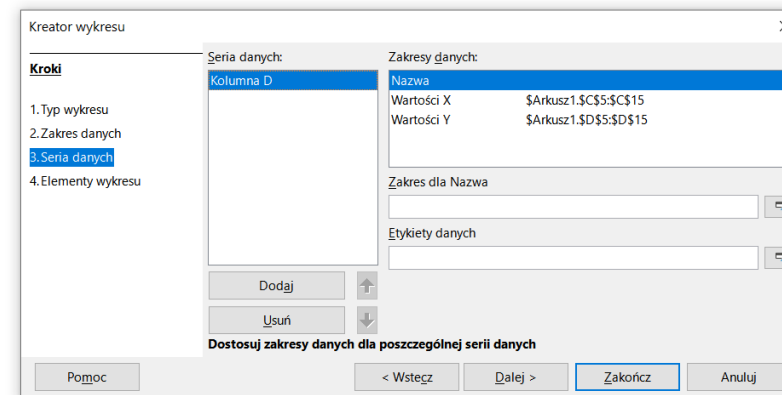 Kreator wykresu
Kroki
1.Typ wykresu
2.Zakres danych
3.Seria danych
4.Elementy wykresu
Seria danych:
Kolumna D
Dodaj
Usuń
Zakresy danych:
Nazwa
Wartości X $Arkusz1.$C$5:$C$15
Wartości Y $Arkusz1.$D$5:$D$15
Zakres dla Nazwa
Etykiety danych
Dostosuj zakresy danych dla poszczególnej serii danych
Pomoc
< Wstecz
Dalej >
Zakończ
Anuluj